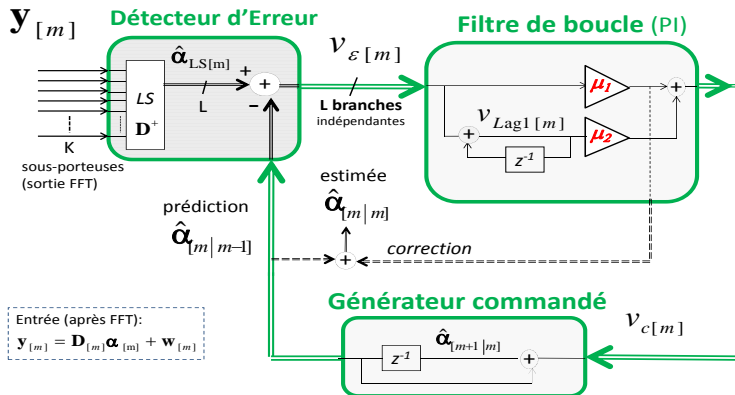 Détecteur d'Erreur
Filtre de boucle (PI)
y[m]
α̂LS[m]
LS
D⁺
L
+
−
+
vε[m]
L branches
indépendantes
μ1
+
vLag1[m]
+
μ2
z⁻¹
K
sous-porteuses
(sortie FFT)
prédiction
α̂[m|m−1]
estimée
α̂[m|m]
+
correction
Générateur commandé
vc[m]
Entrée (après FFT):
y[m] = D[m]α[m] + w[m]
z⁻¹
α̂[m+1|m]
+